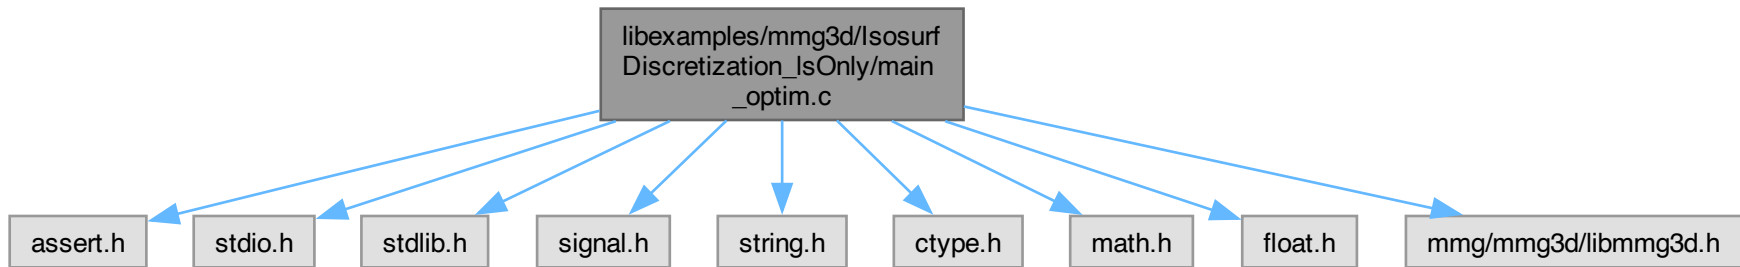 libexamples/mmg3d/Isosurf
Discretization_lsOnly/main
_optim.c
assert.h
stdio.h
stdlib.h
signal.h
string.h
ctype.h
math.h
float.h
mmg/mmg3d/libmmg3d.h